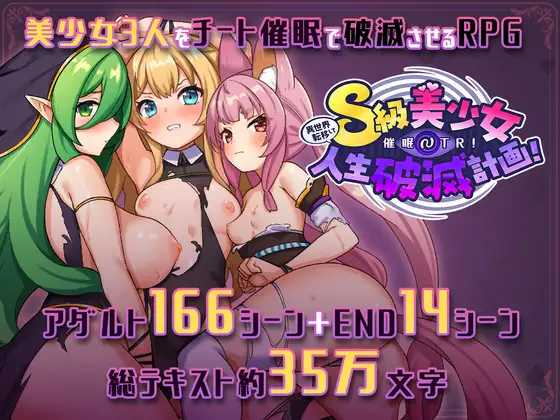 美少女3人をチート催眠で破滅させるRPG
異世界転移して
S級美少女
催眠NTR!
人生破滅計画!
アダルト166シーン+END14シーン
総テキスト約35万文字